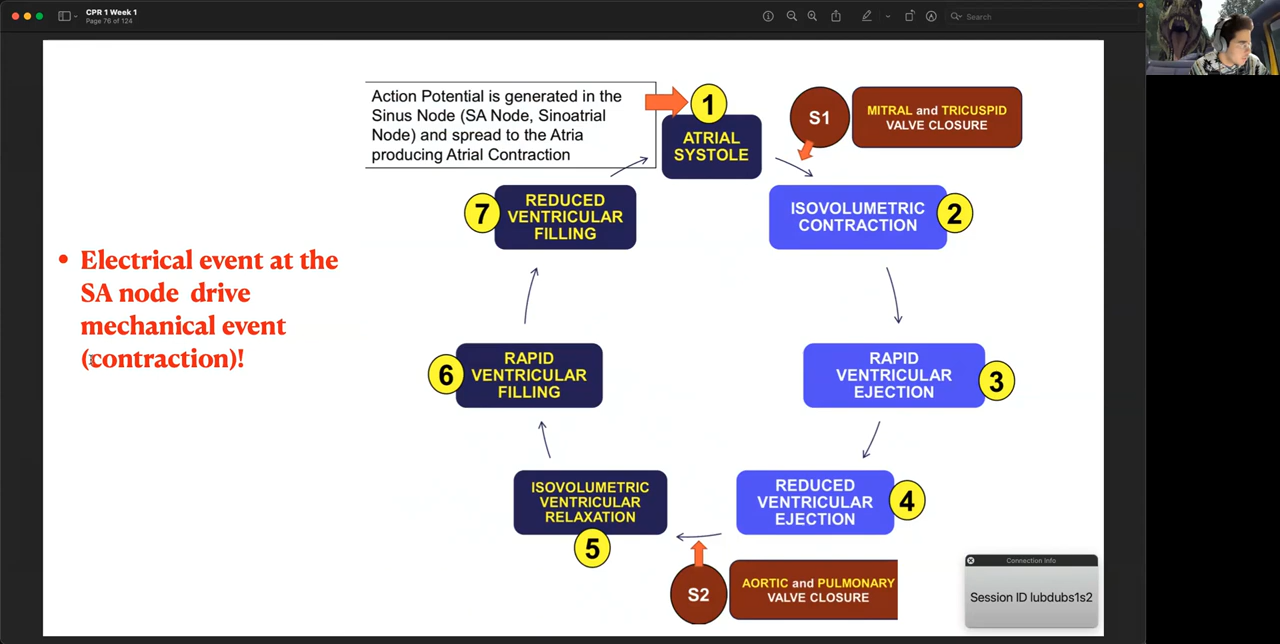 CPR 1 Week 1
Page 76 of 124
Search
Action Potential is generated in the
Sinus Node (SA Node, Sinoatrial
Node) and spread to the Atria
producing Atrial Contraction
1
ATRIAL
SYSTOLE
S1
MITRAL and TRICUSPID
VALVE CLOSURE
7
REDUCED
VENTRICULAR
FILLING
ISOVOLUMETRIC
CONTRACTION
2
• Electrical event at the
SA node drive
mechanical event
(contraction)!
6
RAPID
VENTRICULAR
FILLING
RAPID
VENTRICULAR
EJECTION
3
ISOVOLUMETRIC
VENTRICULAR
RELAXATION
5
REDUCED
VENTRICULAR
EJECTION
4
S2
AORTIC and PULMONARY
VALVE CLOSURE
Connection Info
Session ID lubdubs1s2